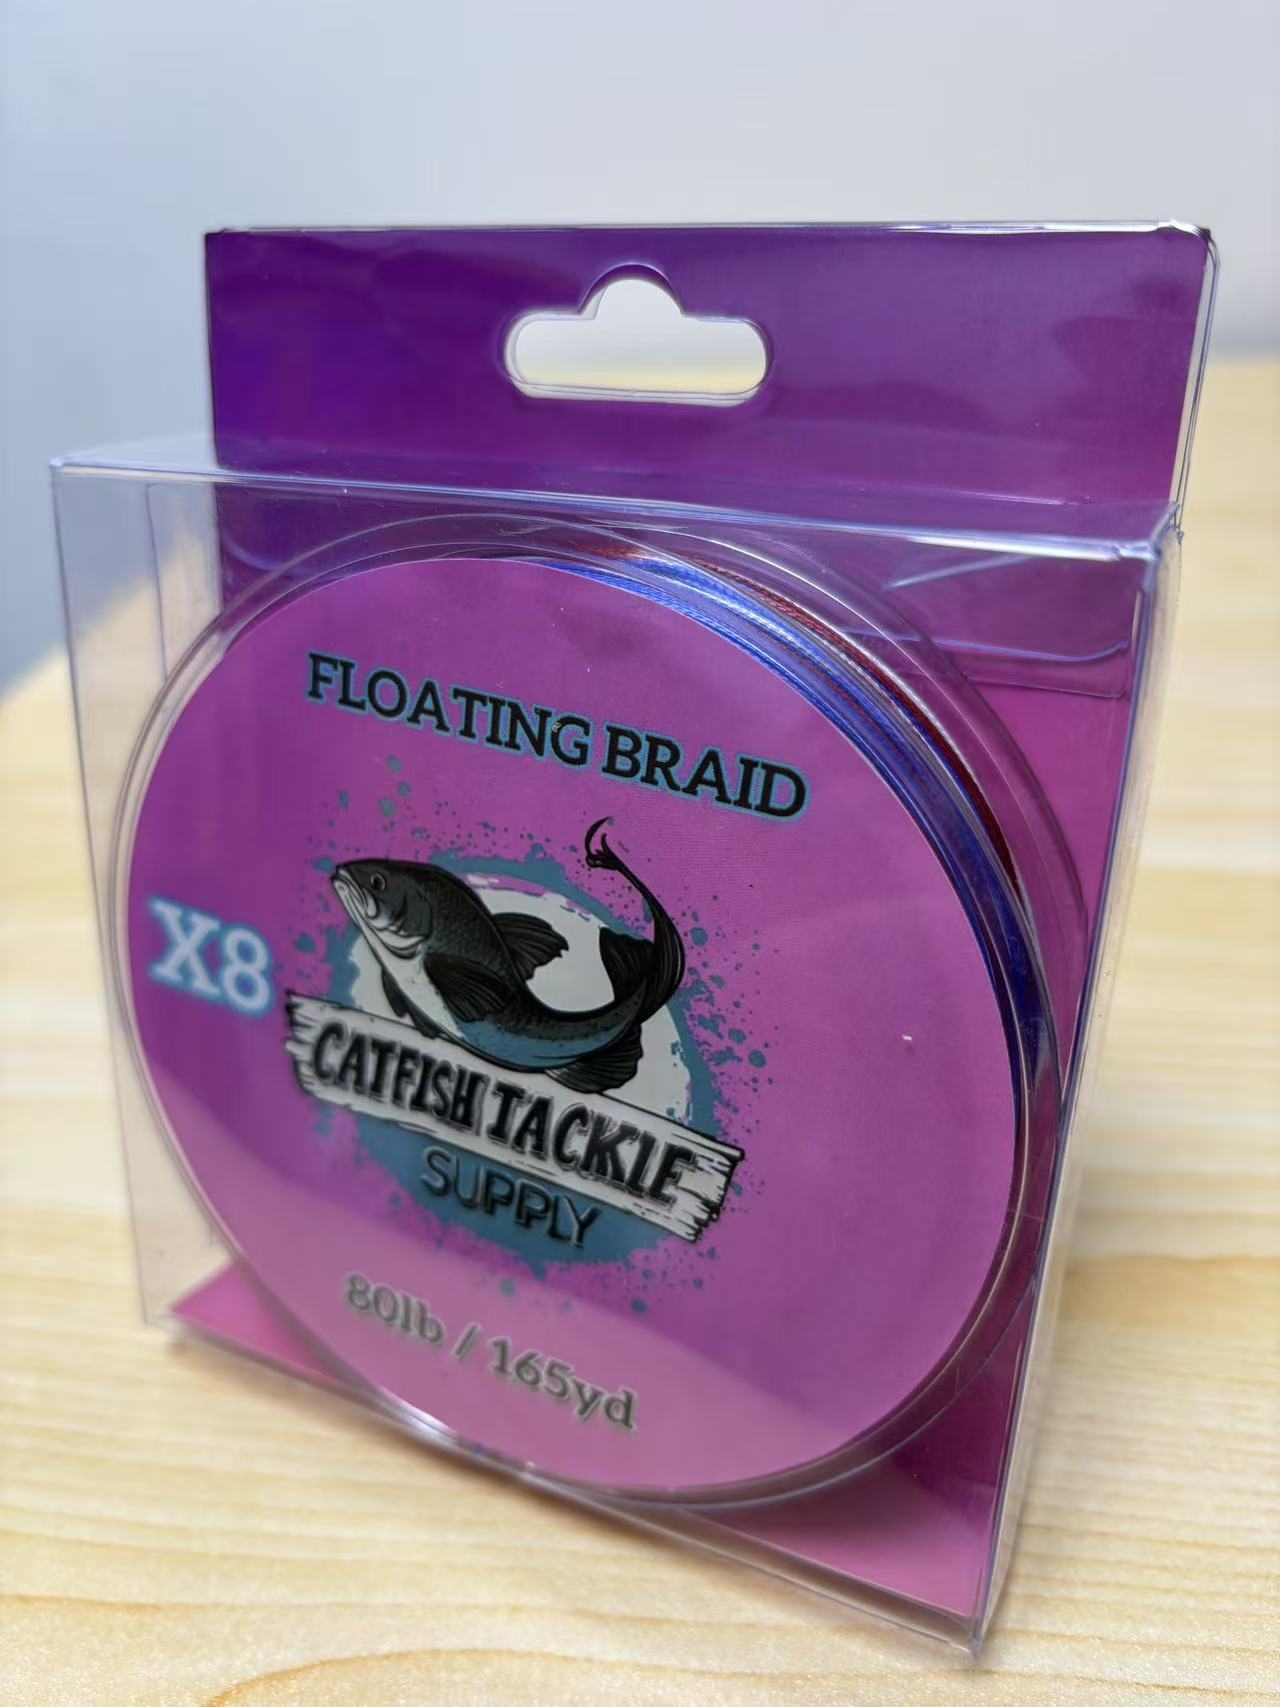 FLOATING BRAID
X8
CATFISH TACKLE
SUPPLY
80lb / 165yd